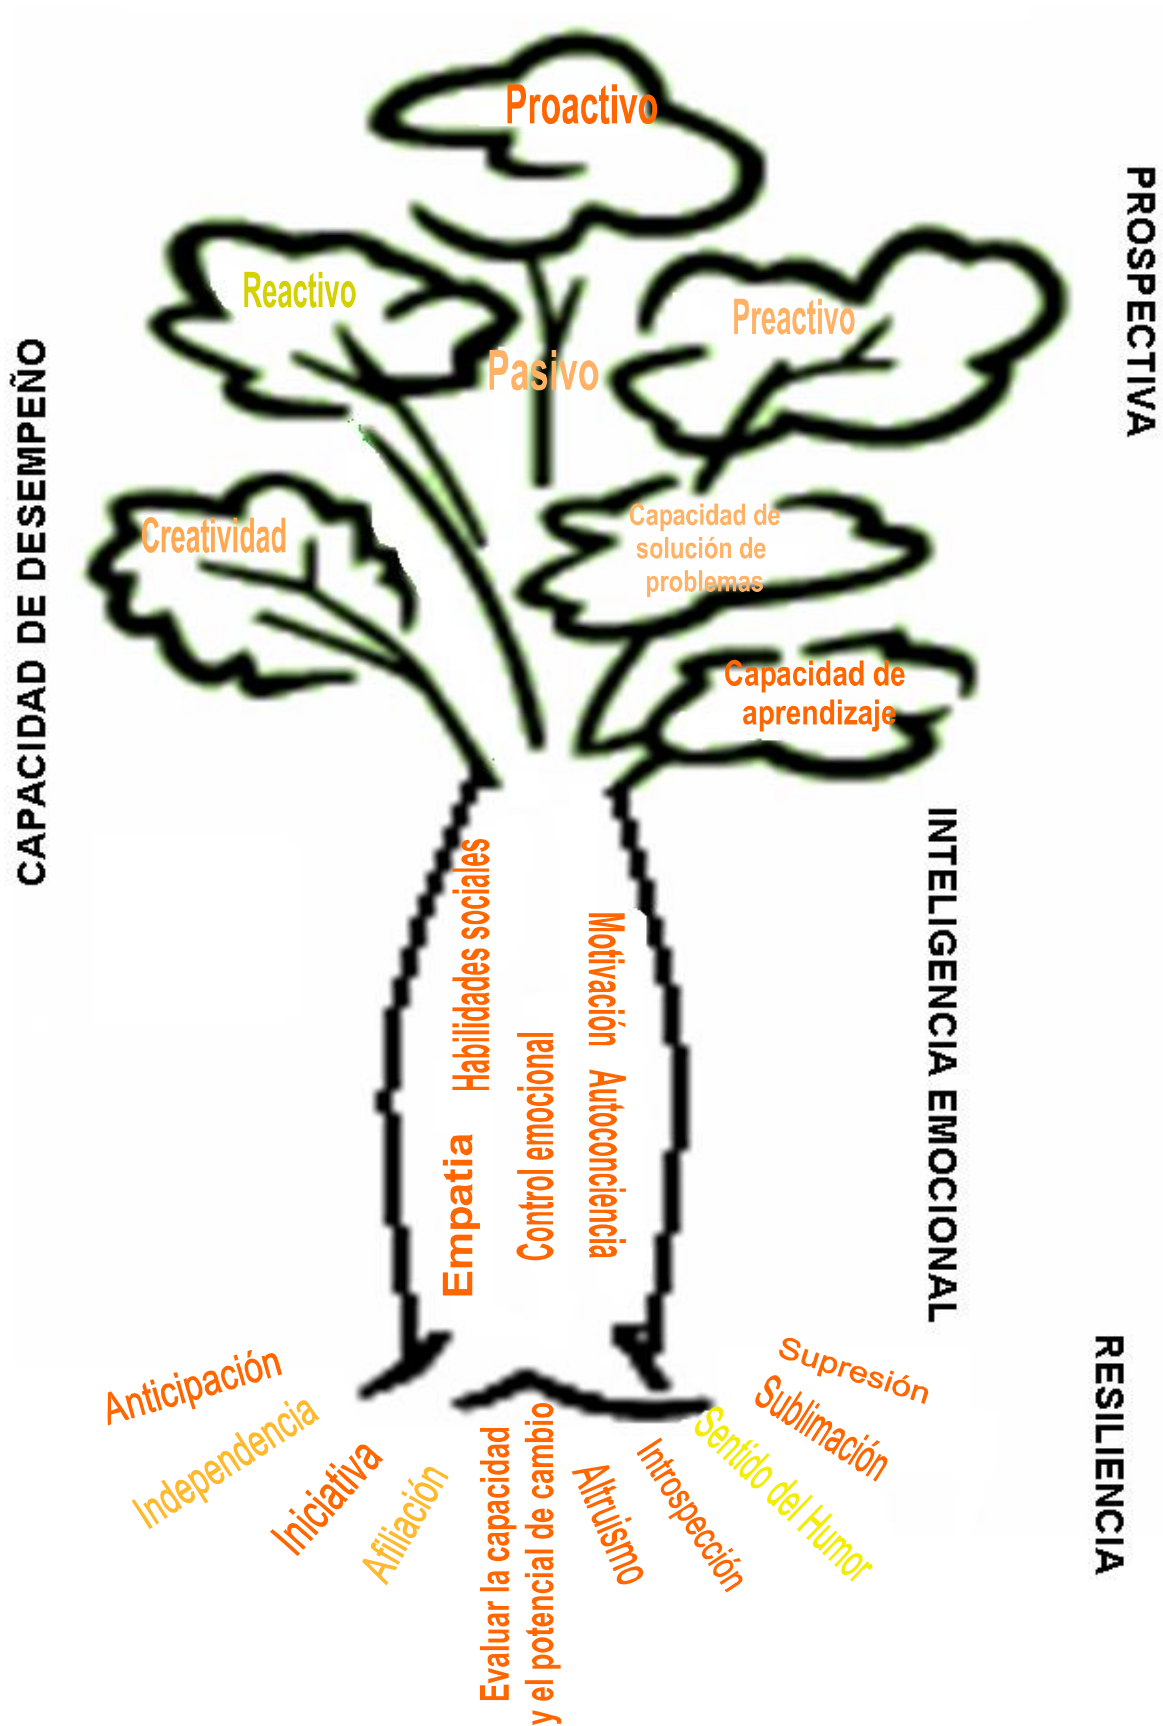 Proactivo
PROSPECTIVA
Reactivo
Preactivo
Pasivo
CAPACIDAD DE DESEMPEÑO
Creatividad
Capacidad de
solución de
problemas
Capacidad de
aprendizaje
INTELIGENCIA EMOCIONAL
Habilidades sociales
Motivación
Control emocional
Autoconciencia
Empatia
RESILIENCIA
Anticipación
Independencia
Iniciativa
Afiliación
Evaluar la capacidad
y el potencial de cambio
Altruismo
Introspección
Sentido del Humor
Sublimación
Supresión